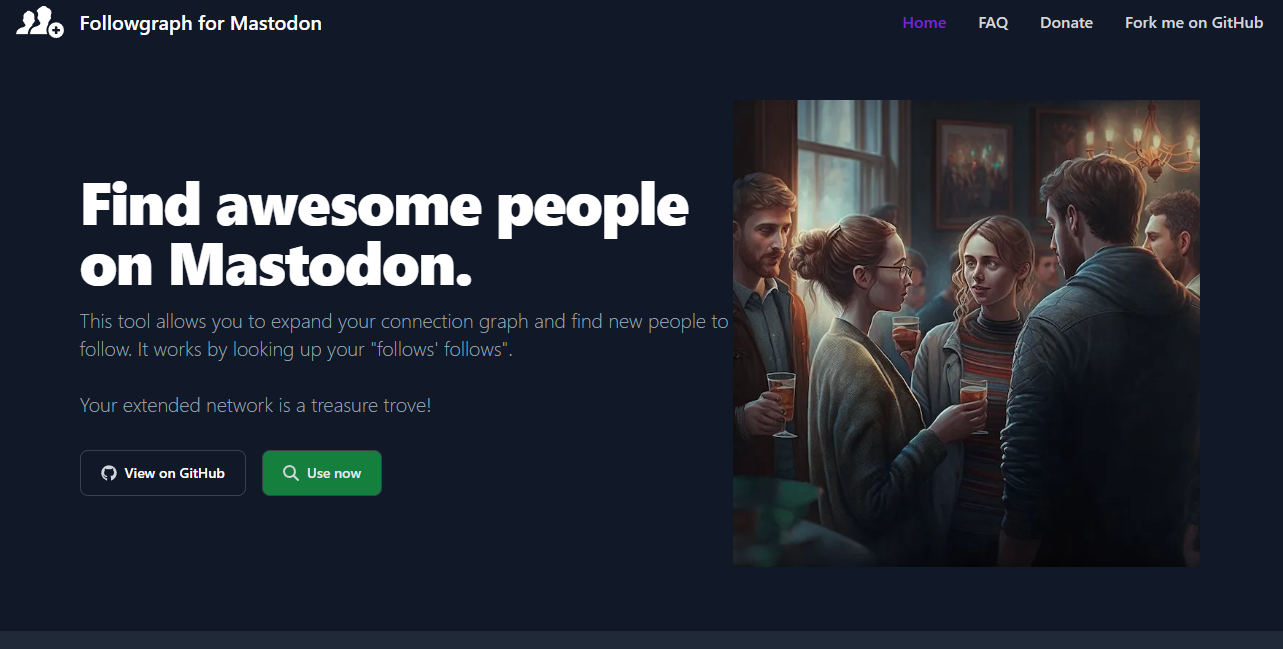 Followgraph for Mastodon
Home
FAQ
Donate
Fork me on GitHub
Find awesome people
on Mastodon.
This tool allows you to expand your connection graph and find new people to
follow. It works by looking up your "follows' follows".
Your extended network is a treasure trove!
View on GitHub
Use now